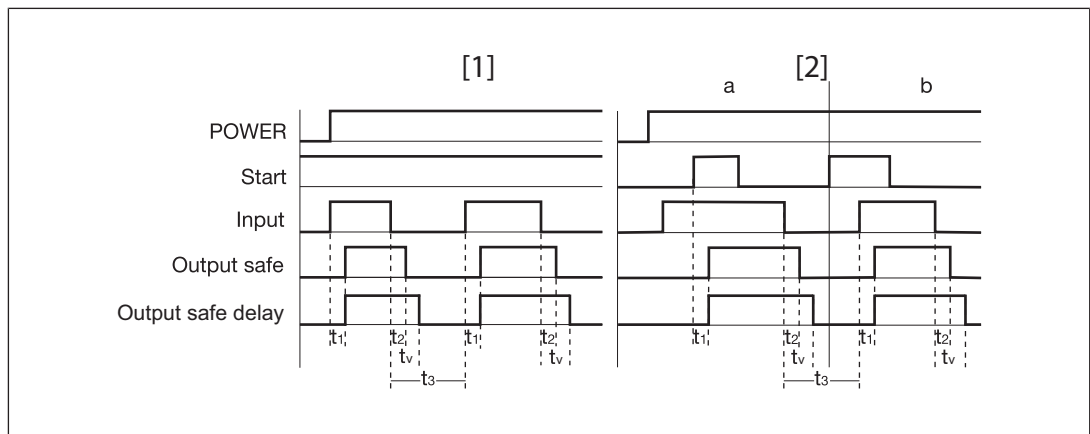 [1] [2]
a b
POWER
Start
Input
Output safe
Output safe delay
t1 t2 t1 t2 t1 t2 t1 t2
tv tv tv tv
t3 t3